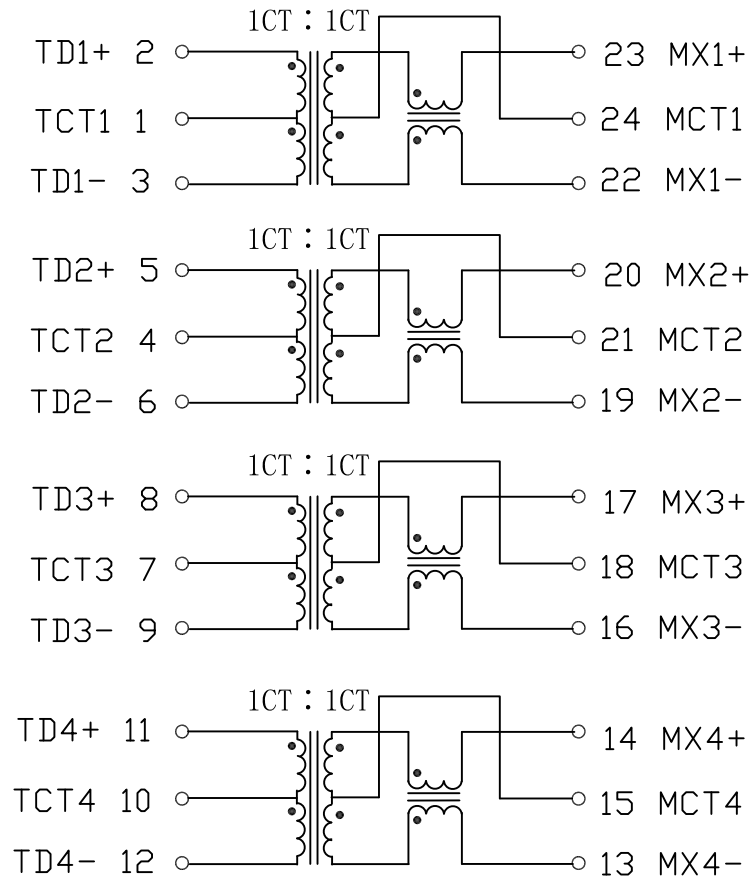 1CT : 1CT
TD1+ 2 23 MX1+
TCT1 1 24 MCT1
TD1- 3 22 MX1-
1CT : 1CT
TD2+ 5 20 MX2+
TCT2 4 21 MCT2
TD2- 6 19 MX2-
1CT : 1CT
TD3+ 8 17 MX3+
TCT3 7 18 MCT3
TD3- 9 16 MX3-
1CT : 1CT
TD4+ 11 14 MX4+
TCT4 10 15 MCT4
TD4- 12 13 MX4-